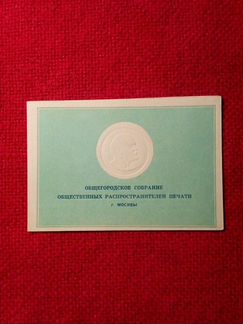 ОБЩЕГОРОДСКОЕ СОБРАНИЕ
ОБЩЕСТВЕННЫХ РАСПРОСТРАНИТЕЛЕЙ ПЕЧАТИ
г. МОСКВЫ